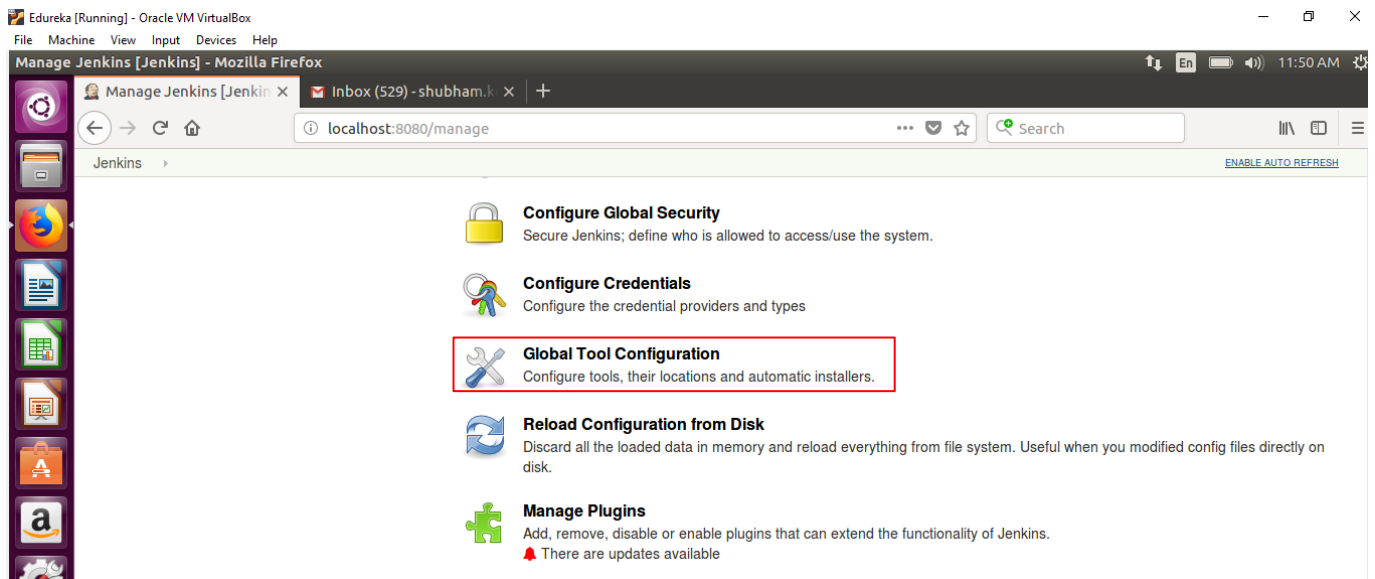 Edureka [Running] - Oracle VM VirtualBox
File Machine View Input Devices Help
Manage Jenkins [Jenkins] - Mozilla Firefox
En 11:50 AM
Manage Jenkins [Jenkin
Inbox (529) - shubham.k
localhost:8080/manage
Search
Jenkins
ENABLE AUTO REFRESH
Configure Global Security
Secure Jenkins; define who is allowed to access/use the system.
Configure Credentials
Configure the credential providers and types
Global Tool Configuration
Configure tools, their locations and automatic installers.
Reload Configuration from Disk
Discard all the loaded data in memory and reload everything from file system. Useful when you modified config files directly on
disk.
Manage Plugins
Add, remove, disable or enable plugins that can extend the functionality of Jenkins.
There are updates available
A
a